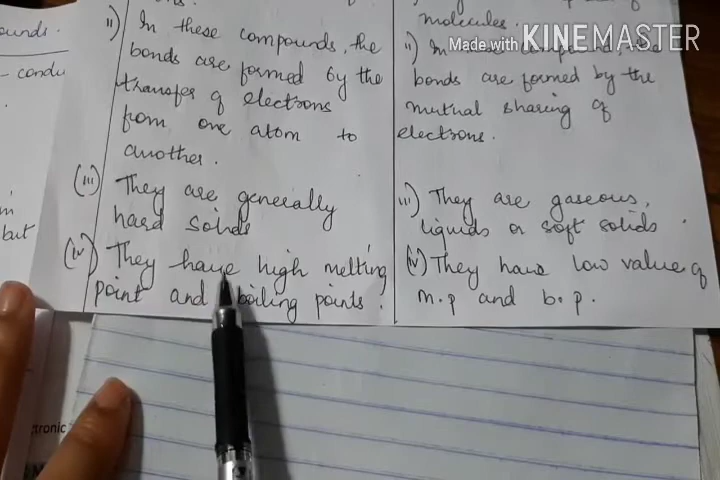 ounds.
- condu
m
but
ii) In these compounds, the
bonds are formed by the
transfer of electrons
from one atom to
another.
(iii) They are generally
hard solids
(iv) They have high melting
point and boiling points.
molecules.
ii) In
bonds are formed by the
mutual sharing of
electrons.
iii) They are gaseous,
liquids or soft solids.
(iv) They have low value of
m.p and b.p.
Made with KINEMASTER
tronic